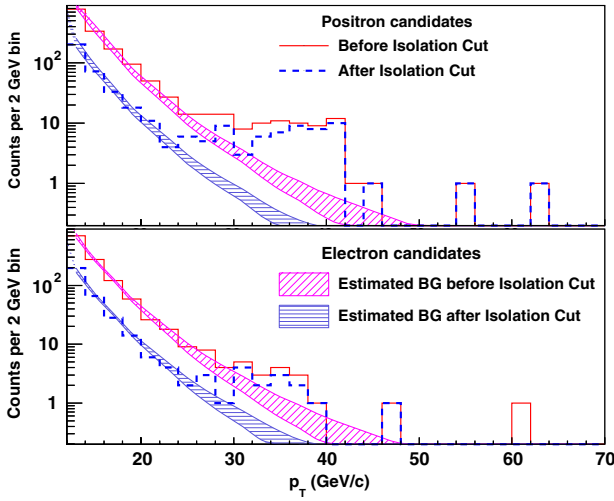 Counts per 2 GeV bin
10²
10
1
Positron candidates
Before Isolation Cut
After Isolation Cut
Counts per 2 GeV bin
10²
10
1
Electron candidates
Estimated BG before Isolation Cut
Estimated BG after Isolation Cut
20 30 40 50 60 70
p_T (GeV/c)